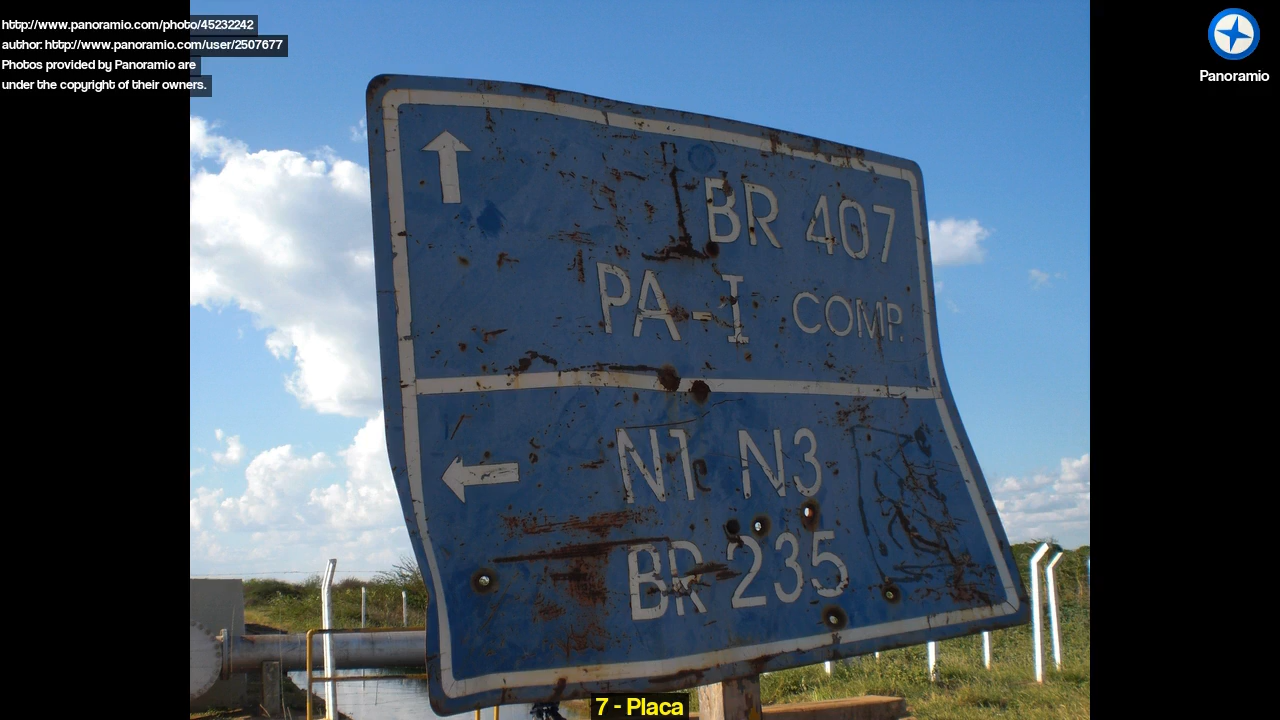 http://www.panoramio.com/photo/45232242
author: http://www.panoramio.com/user/2507677
Photos provided by Panoramio are
under the copyright of their owners.
Panoramio
BR 407
PA-I COMP.
N1 N3
BR 235
7 - Placa